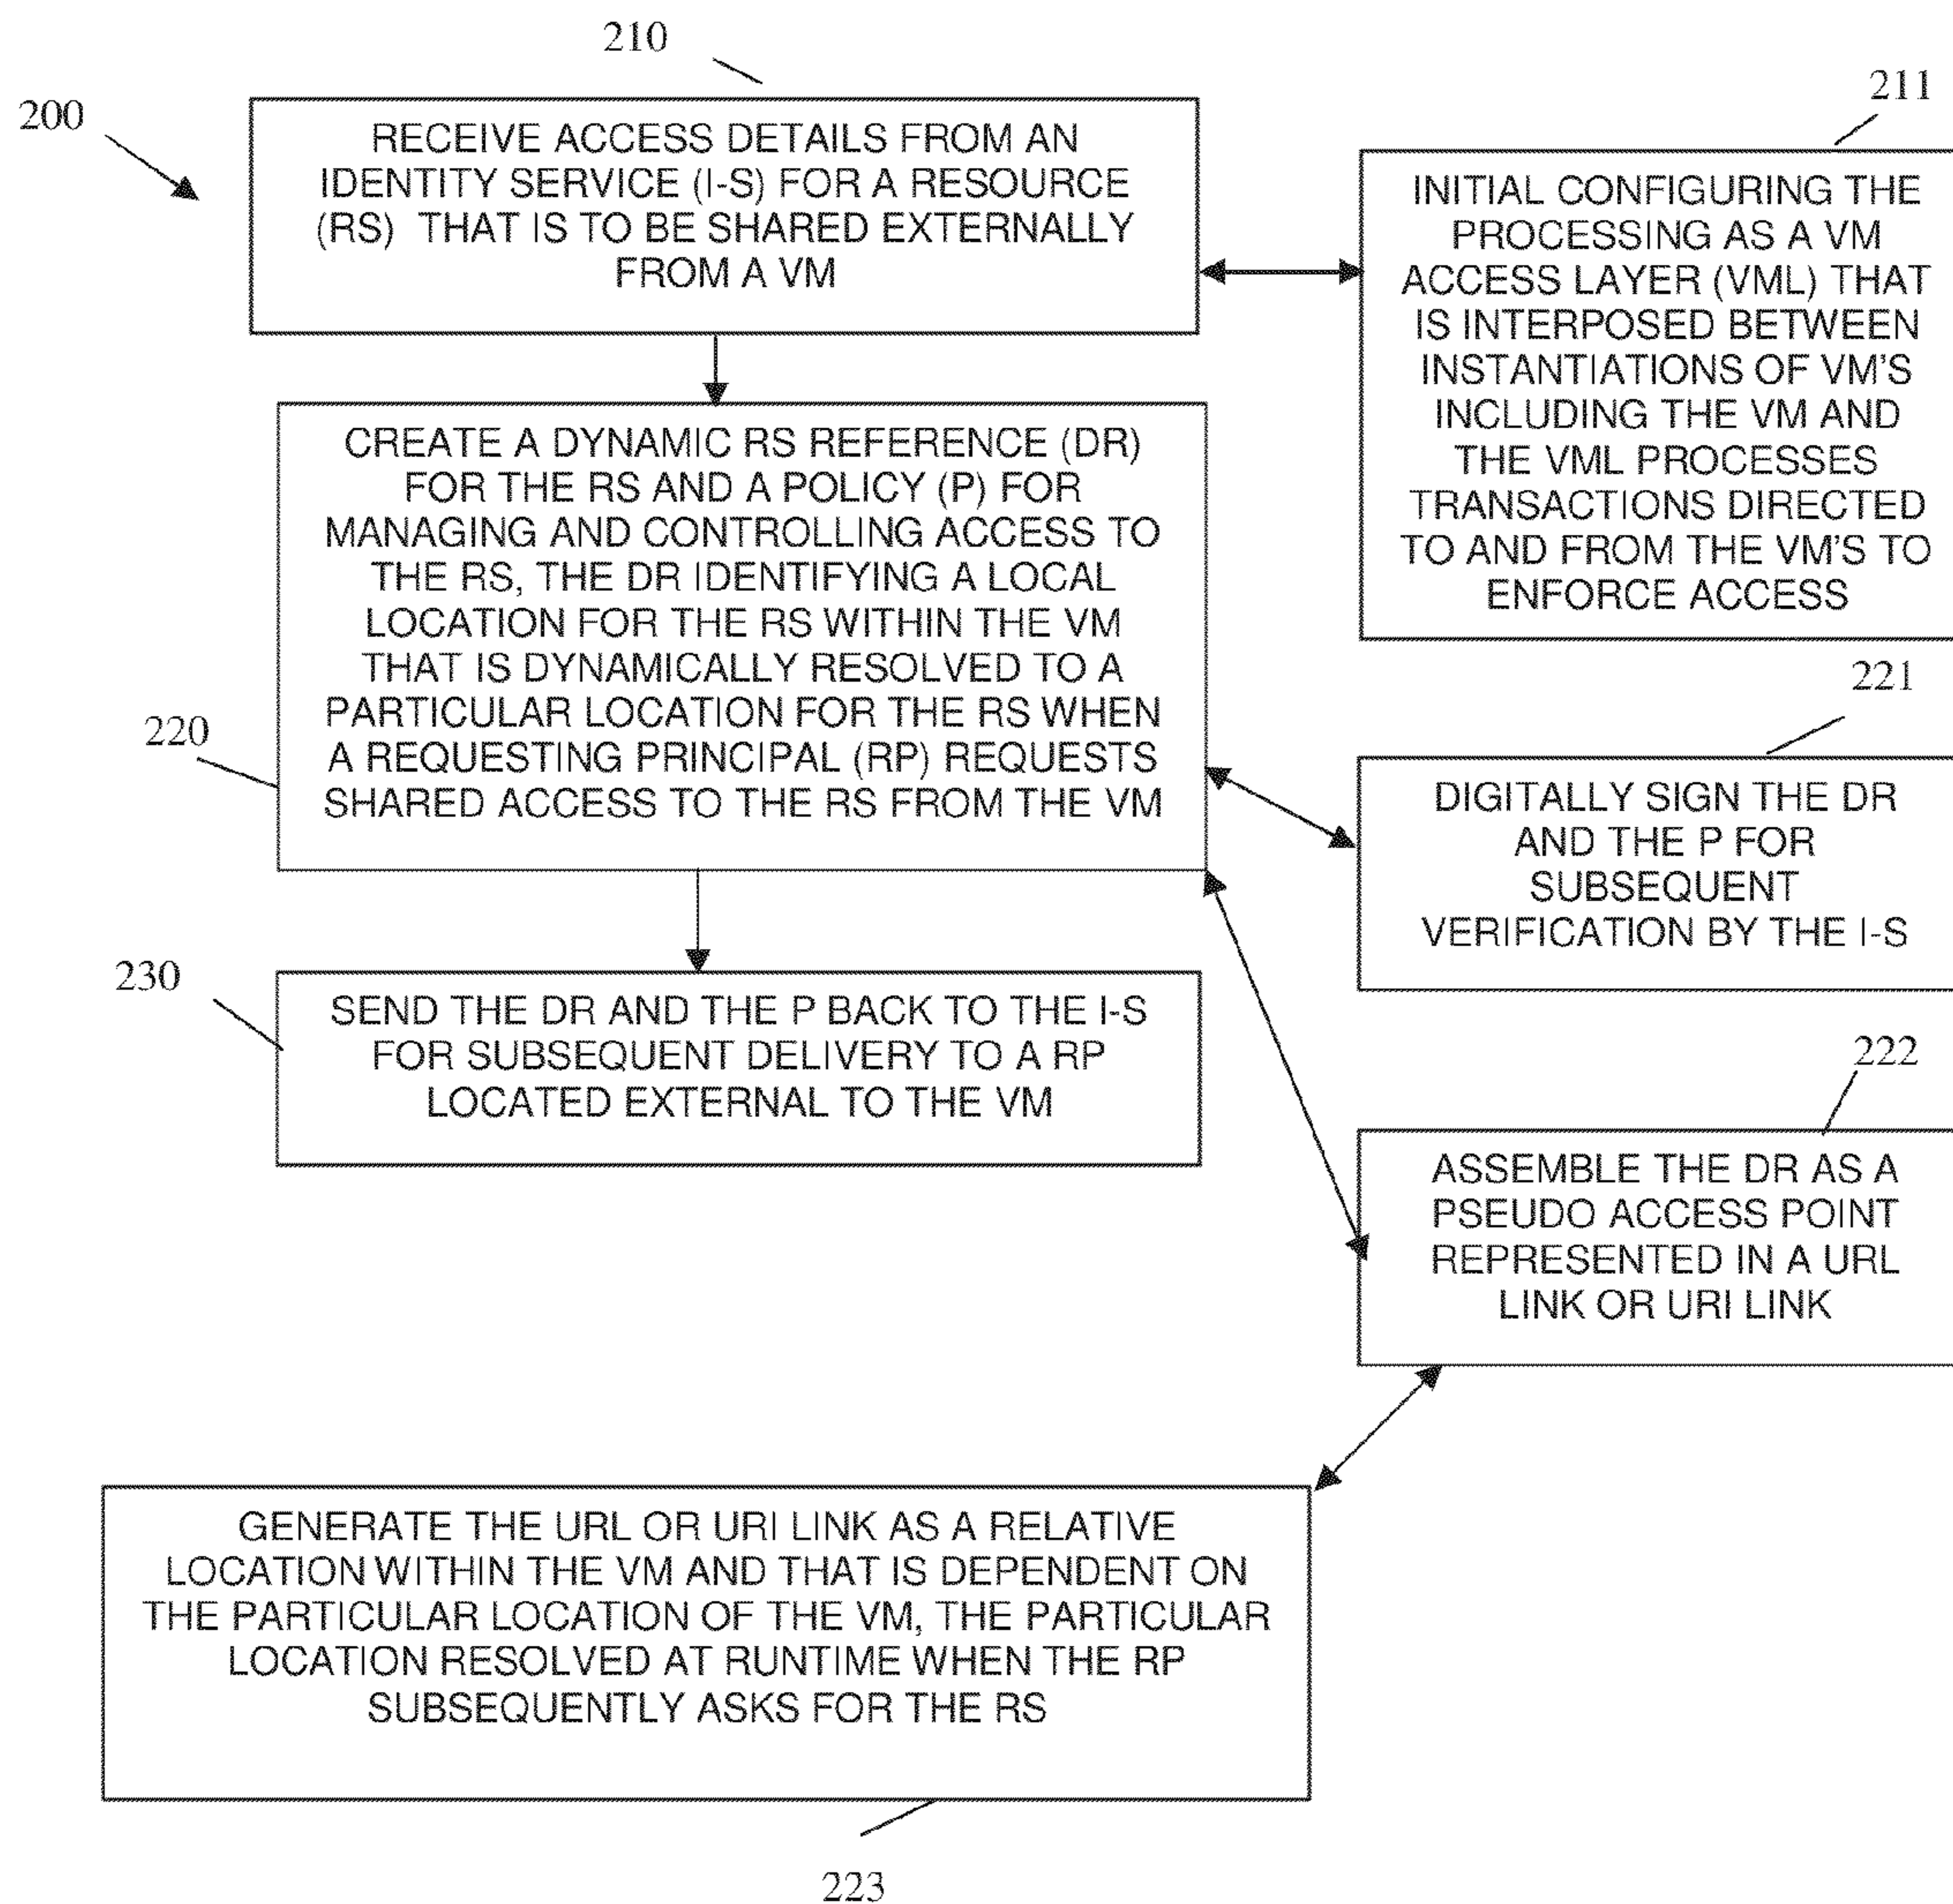 210
200
RECEIVE ACCESS DETAILS FROM AN
IDENTITY SERVICE (I-S) FOR A RESOURCE
(RS) THAT IS TO BE SHARED EXTERNALLY
FROM A VM
211
INITIAL CONFIGURING THE
PROCESSING AS A VM
ACCESS LAYER (VML) THAT
IS INTERPOSED BETWEEN
INSTANTIATIONS OF VM'S
INCLUDING THE VM AND
THE VML PROCESSES
TRANSACTIONS DIRECTED
TO AND FROM THE VM'S TO
ENFORCE ACCESS
CREATE A DYNAMIC RS REFERENCE (DR)
FOR THE RS AND A POLICY (P) FOR
MANAGING AND CONTROLLING ACCESS TO
THE RS, THE DR IDENTIFYING A LOCAL
LOCATION FOR THE RS WITHIN THE VM
THAT IS DYNAMICALLY RESOLVED TO A
PARTICULAR LOCATION FOR THE RS WHEN
A REQUESTING PRINCIPAL (RP) REQUESTS
SHARED ACCESS TO THE RS FROM THE VM
220
221
DIGITALLY SIGN THE DR
AND THE P FOR
SUBSEQUENT
VERIFICATION BY THE I-S
230
SEND THE DR AND THE P BACK TO THE I-S
FOR SUBSEQUENT DELIVERY TO A RP
LOCATED EXTERNAL TO THE VM
222
ASSEMBLE THE DR AS A
PSEUDO ACCESS POINT
REPRESENTED IN A URL
LINK OR URI LINK
GENERATE THE URL OR URI LINK AS A RELATIVE
LOCATION WITHIN THE VM AND THAT IS DEPENDENT ON
THE PARTICULAR LOCATION OF THE VM, THE PARTICULAR
LOCATION RESOLVED AT RUNTIME WHEN THE RP
SUBSEQUENTLY ASKS FOR THE RS
223